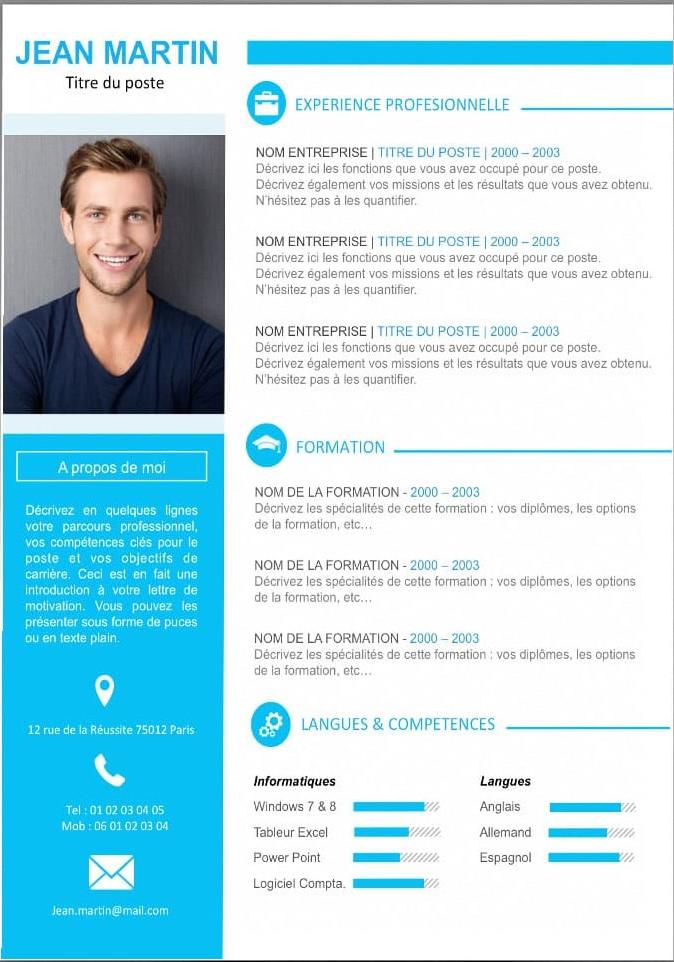 JEAN MARTIN
Titre du poste
A propos de moi
Décrivez en quelques lignes
votre parcours professionnel,
vos compétences clés pour le
poste et vos objectifs de
carrière. Ceci est en fait une
introduction à votre lettre de
motivation. Vous pouvez les
présenter sous forme de puces
ou en texte plain.
12 rue de la Réussite 75012 Paris
Tel : 01 02 03 04 05
Mob : 06 01 02 03 04
Jean.martin@mail.com
EXPERIENCE PROFESIONNELLE
NOM ENTREPRISE | TITRE DU POSTE | 2000 – 2003
Décrivez ici les fonctions que vous avez occupé pour ce poste.
Décrivez également vos missions et les résultats que vous avez obtenu.
N'hésitez pas à les quantifier.
NOM ENTREPRISE | TITRE DU POSTE | 2000 – 2003
Décrivez ici les fonctions que vous avez occupé pour ce poste.
Décrivez également vos missions et les résultats que vous avez obtenu.
N'hésitez pas à les quantifier.
NOM ENTREPRISE | TITRE DU POSTE | 2000 – 2003
Décrivez ici les fonctions que vous avez occupé pour ce poste.
Décrivez également vos missions et les résultats que vous avez obtenu.
N'hésitez pas à les quantifier.
FORMATION
NOM DE LA FORMATION - 2000 – 2003
Décrivez les spécialités de cette formation : vos diplômes, les options
de la formation, etc…
NOM DE LA FORMATION - 2000 – 2003
Décrivez les spécialités de cette formation : vos diplômes, les options
de la formation, etc…
NOM DE LA FORMATION - 2000 – 2003
Décrivez les spécialités de cette formation : vos diplômes, les options
de la formation, etc…
LANGUES & COMPETENCES
Informatiques
Windows 7 & 8
Tableur Excel
Power Point
Logiciel Compta.
Langues
Anglais
Allemand
Espagnol